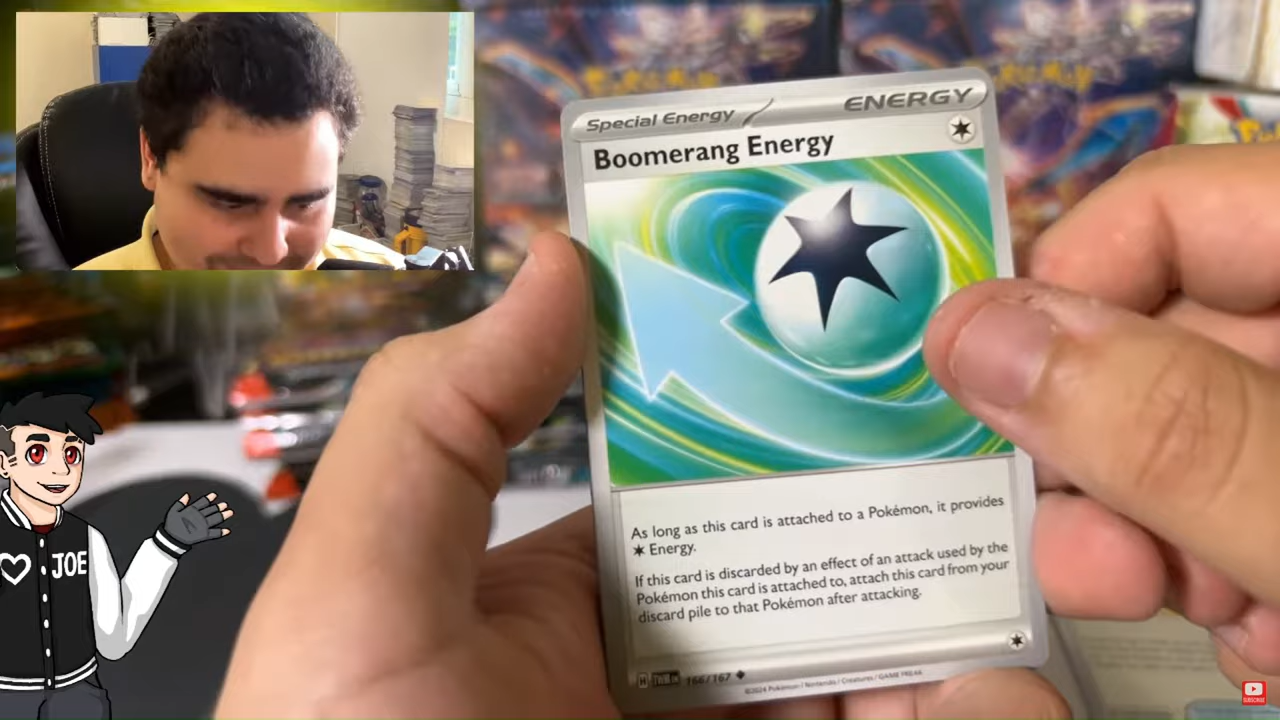 Special Energy
ENERGY
Boomerang Energy
As long as this card is attached to a Pokémon, it provides
Energy.
If this card is discarded by an effect of an attack used by the
Pokémon this card is attached to, attach this card from your
discard pile to that Pokémon after attacking.
H TWM EN 166/167
©2024 Pokémon / Nintendo / Creatures / GAME FREAK
JOE
SUBSCRIBE